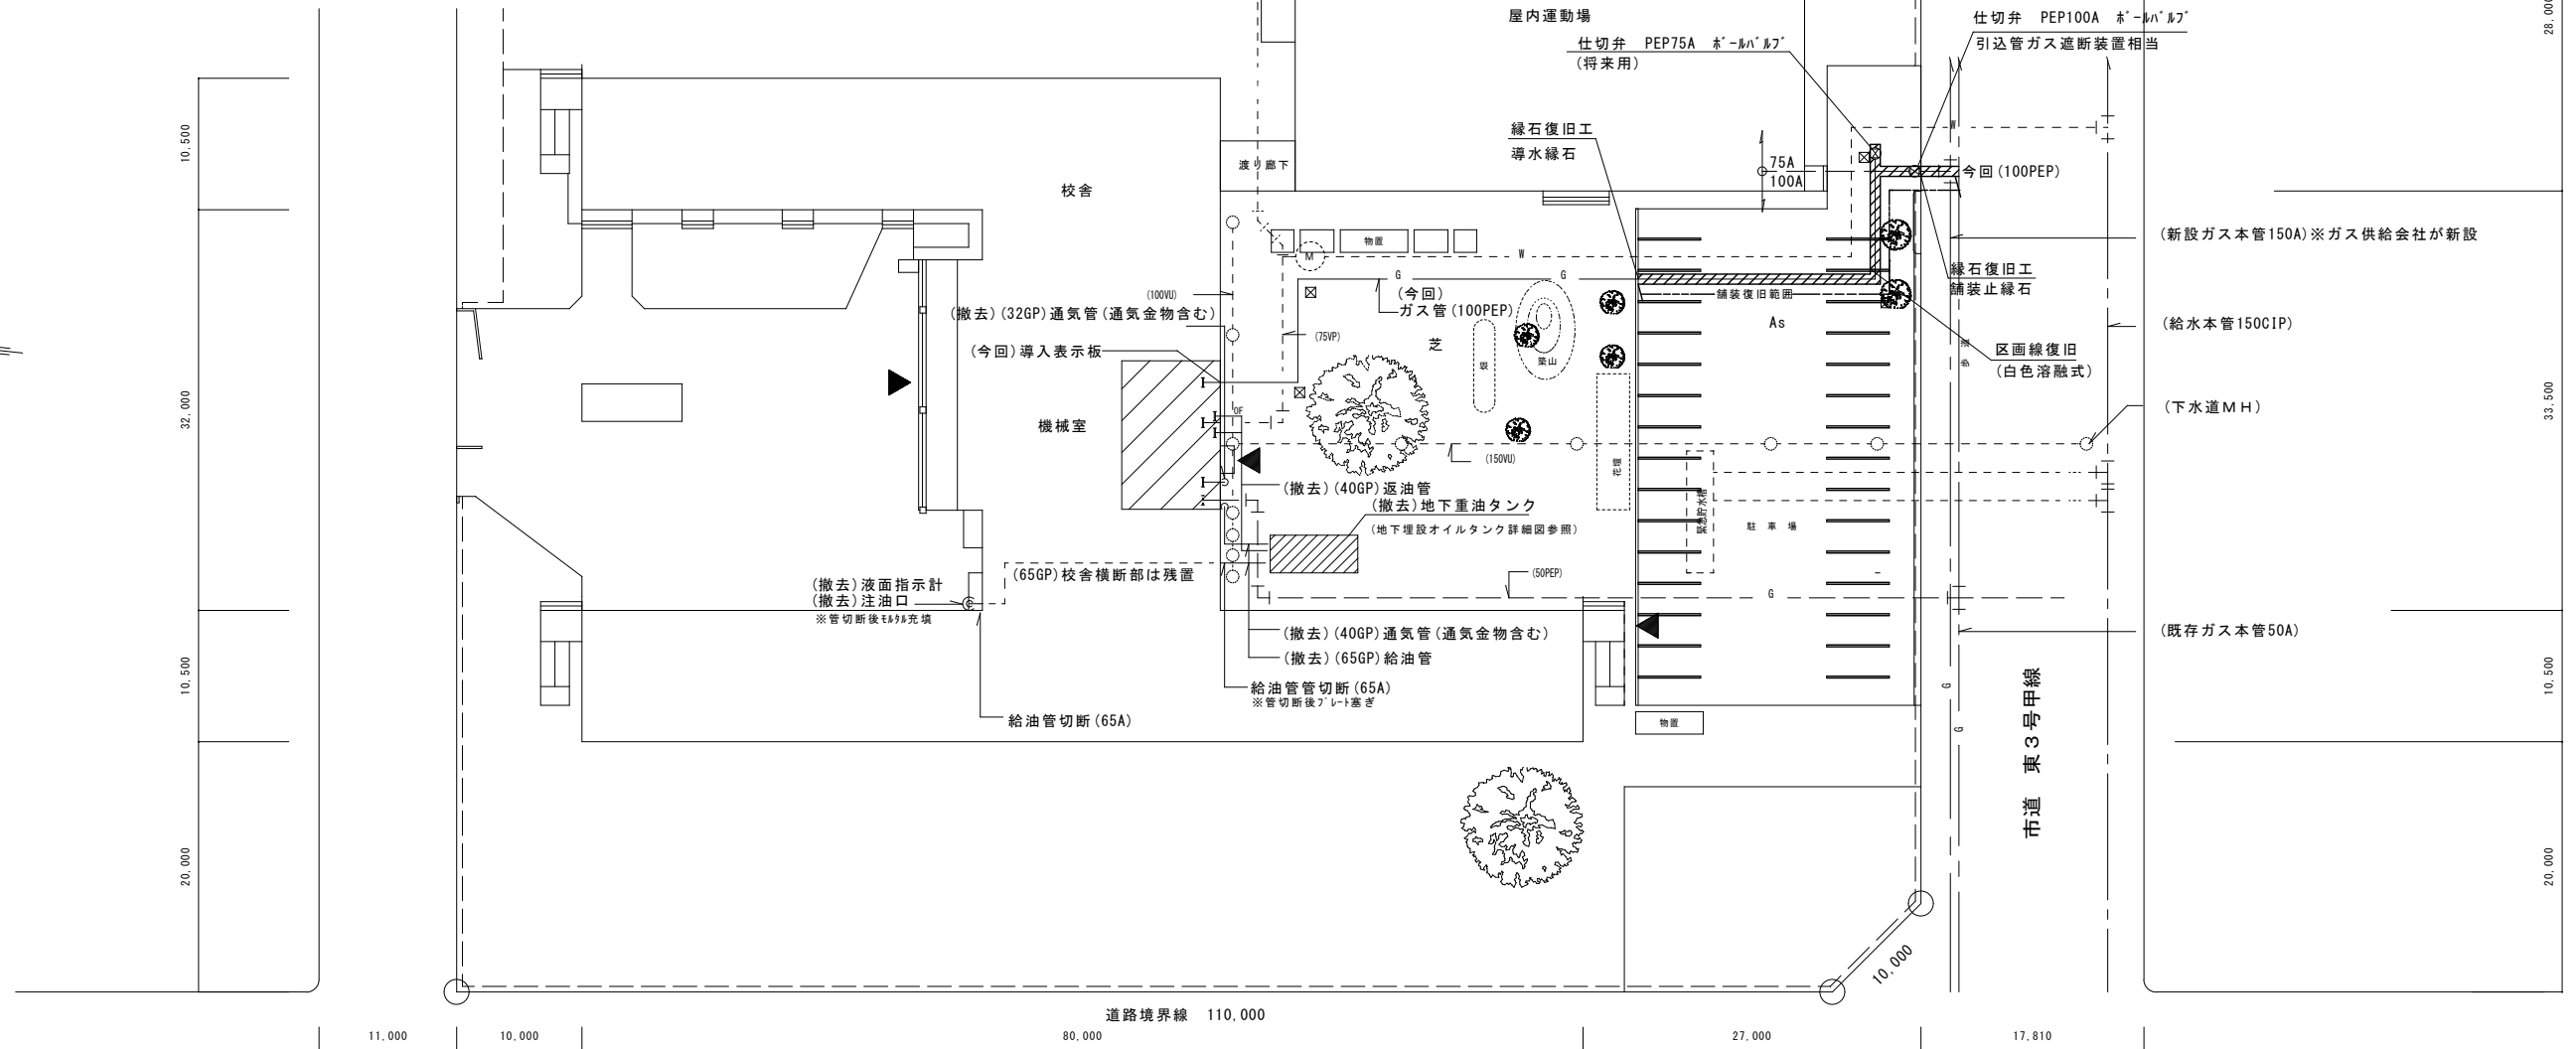 屋内運動場
仕切弁　PEP100A　ﾎﾞｰﾙﾊﾞﾙﾌﾞ
引込管ガス遮断装置相当
28,000
仕切弁　PEP75A　ﾎﾞｰﾙﾊﾞﾙﾌﾞ
(将来用)
10,500
縁石復旧工
導水縁石
渡り廊下
75A
100A
W
今回(100PEP)
校舎
物置
M
W
G
G
(新設ガス本管150A)※ガス供給会社が新設
縁石復旧工
舗装止縁石
(100VU)
(今回)
ガス管(100PEP)
舗装復旧範囲
(撤去)(32GP)通気管(通気金物含む)
(75VP)
As
(給水本管150CIP)
(今回)導入表示板
芝
築山
歩道
区画線復旧
(白色溶融式)
32,000
33,500
機械室
OF
(下水道ＭＨ)
(150VU)
花壇
(撤去)(40GP)返油管
(撤去)地下重油タンク
(地下埋設オイルタンク詳細図参照)
緊急貯水槽
駐車場
(65GP)校舎横断部は残置
(撤去)液面指示計
(撤去)注油口
※管切断後ﾓﾙﾀﾙ充填
(50PEP)
G
(撤去)(40GP)通気管(通気金物含む)
(撤去)(65GP)給油管
(既存ガス本管50A)
10,500
10,500
給油管管切断(65A)
※管切断後ﾌﾟﾚｰﾄ塞ぎ
給油管切断(65A)
物置
G
G
市道　東３号甲線
20,000
20,000
10,000
道路境界線　110,000
11,000
10,000
80,000
27,000
17,810